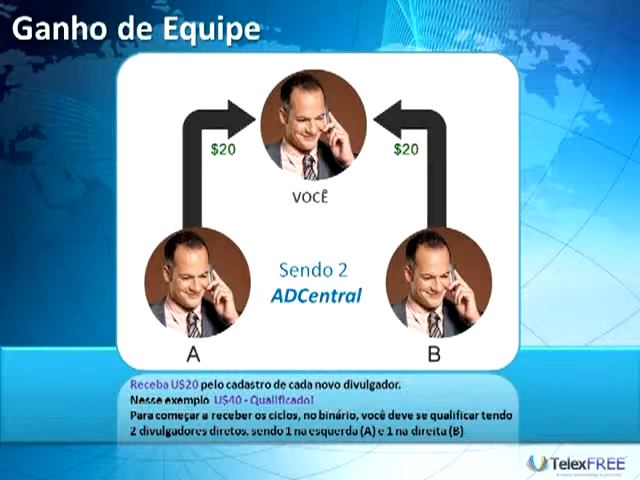 Ganho de Equipe
$20
$20
VOCÊ
Sendo 2
ADCentral
A
B
Receba U$20 pelo cadastro de cada novo divulgador.
Nesse exemplo U$40 - Qualificado!
Para começar a receber os ciclos, no binário, você deve se qualificar tendo
2 divulgadores diretos, sendo 1 na esquerda (A) e 1 na direita (B)
TelexFREE